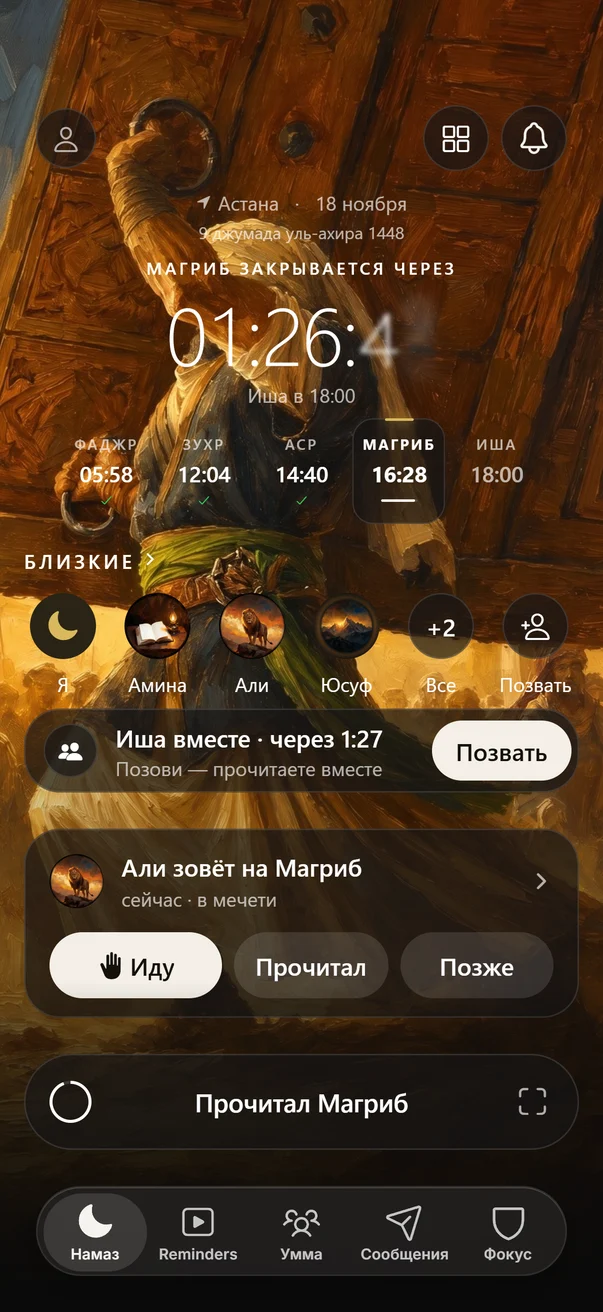 Астана · 18 ноября
9 джумада уль-ахира 1448
МАГРИБ ЗАКРЫВАЕТСЯ ЧЕРЕЗ
01:26:4
Иша в 18:00
ФАДЖР ЗУХР АСР МАГРИБ ИША
05:58 12:04 14:40 16:28 18:00
БЛИЗКИЕ
+2
Я Амина Али Юсуф Все Позвать
Иша вместе · через 1:27
Позови — прочитаете вместе
Позвать
Али зовёт на Магриб
сейчас · в мечети
Иду Прочитал Позже
Прочитал Магриб
Намаз Reminders Умма Сообщения Фокус